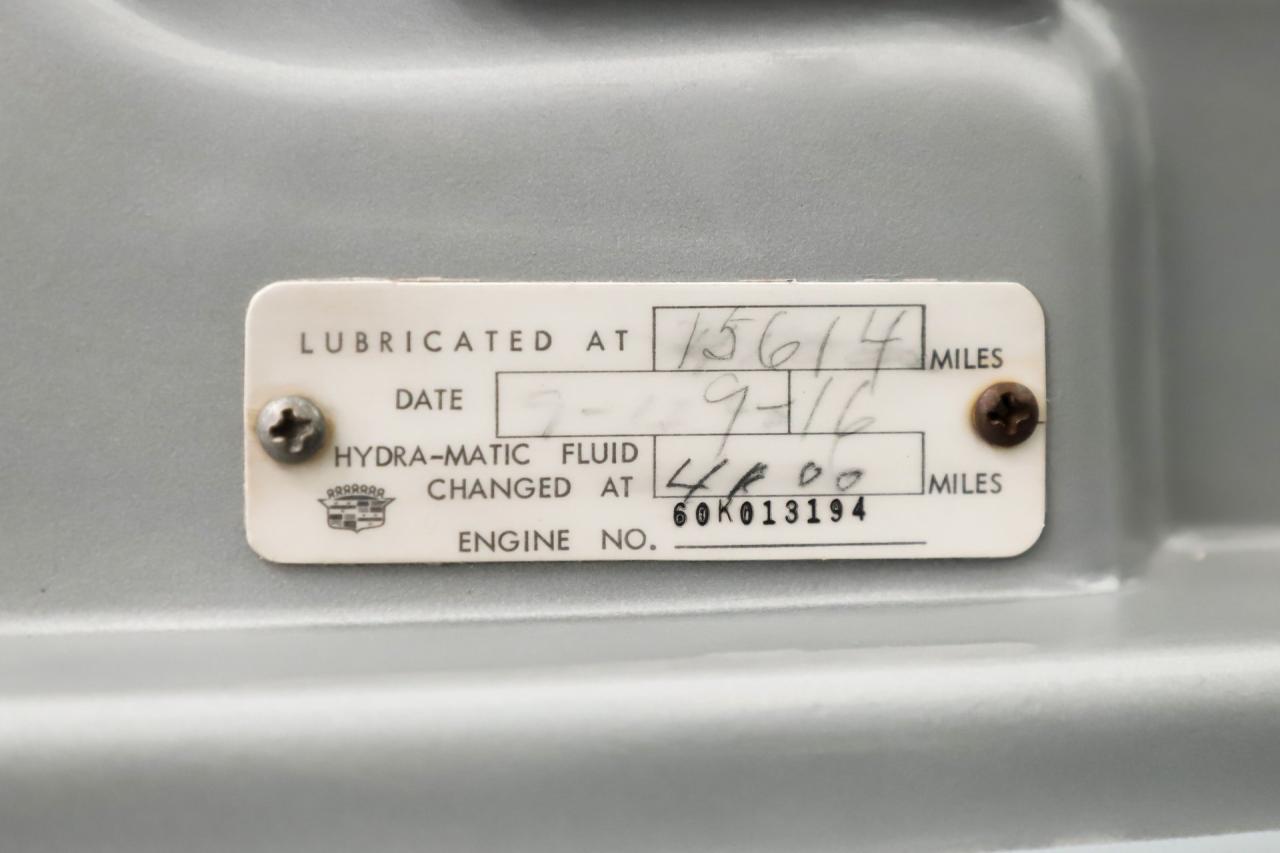 LUBRICATED AT 15614 MILES
DATE 9-16
HYDRA-MATIC FLUID
CHANGED AT MILES
60K013194
ENGINE NO.